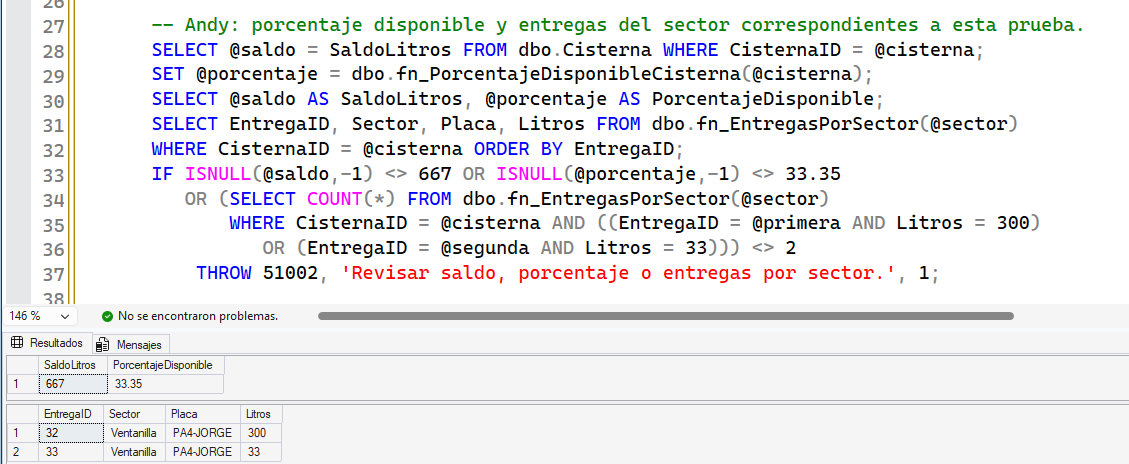 26
27 -- Andy: porcentaje disponible y entregas del sector correspondientes a esta prueba.
28 SELECT @saldo = SaldoLitros FROM dbo.Cisterna WHERE CisternaID = @cisterna;
29 SET @porcentaje = dbo.fn_PorcentajeDisponibleCisterna(@cisterna);
30 SELECT @saldo AS SaldoLitros, @porcentaje AS PorcentajeDisponible;
31 SELECT EntregaID, Sector, Placa, Litros FROM dbo.fn_EntregasPorSector(@sector)
32 WHERE CisternaID = @cisterna ORDER BY EntregaID;
33 IF ISNULL(@saldo,-1) <> 667 OR ISNULL(@porcentaje,-1) <> 33.35
34 OR (SELECT COUNT(*) FROM dbo.fn_EntregasPorSector(@sector)
35 WHERE CisternaID = @cisterna AND ((EntregaID = @primera AND Litros = 300)
36 OR (EntregaID = @segunda AND Litros = 33))) <> 2
37 THROW 51002, 'Revisar saldo, porcentaje o entregas por sector.', 1;
38
146 % No se encontraron problemas.
Resultados Mensajes
SaldoLitros PorcentajeDisponible
1 667 33.35
EntregaID Sector Placa Litros
1 32 Ventanilla PA4-JORGE 300
2 33 Ventanilla PA4-JORGE 33